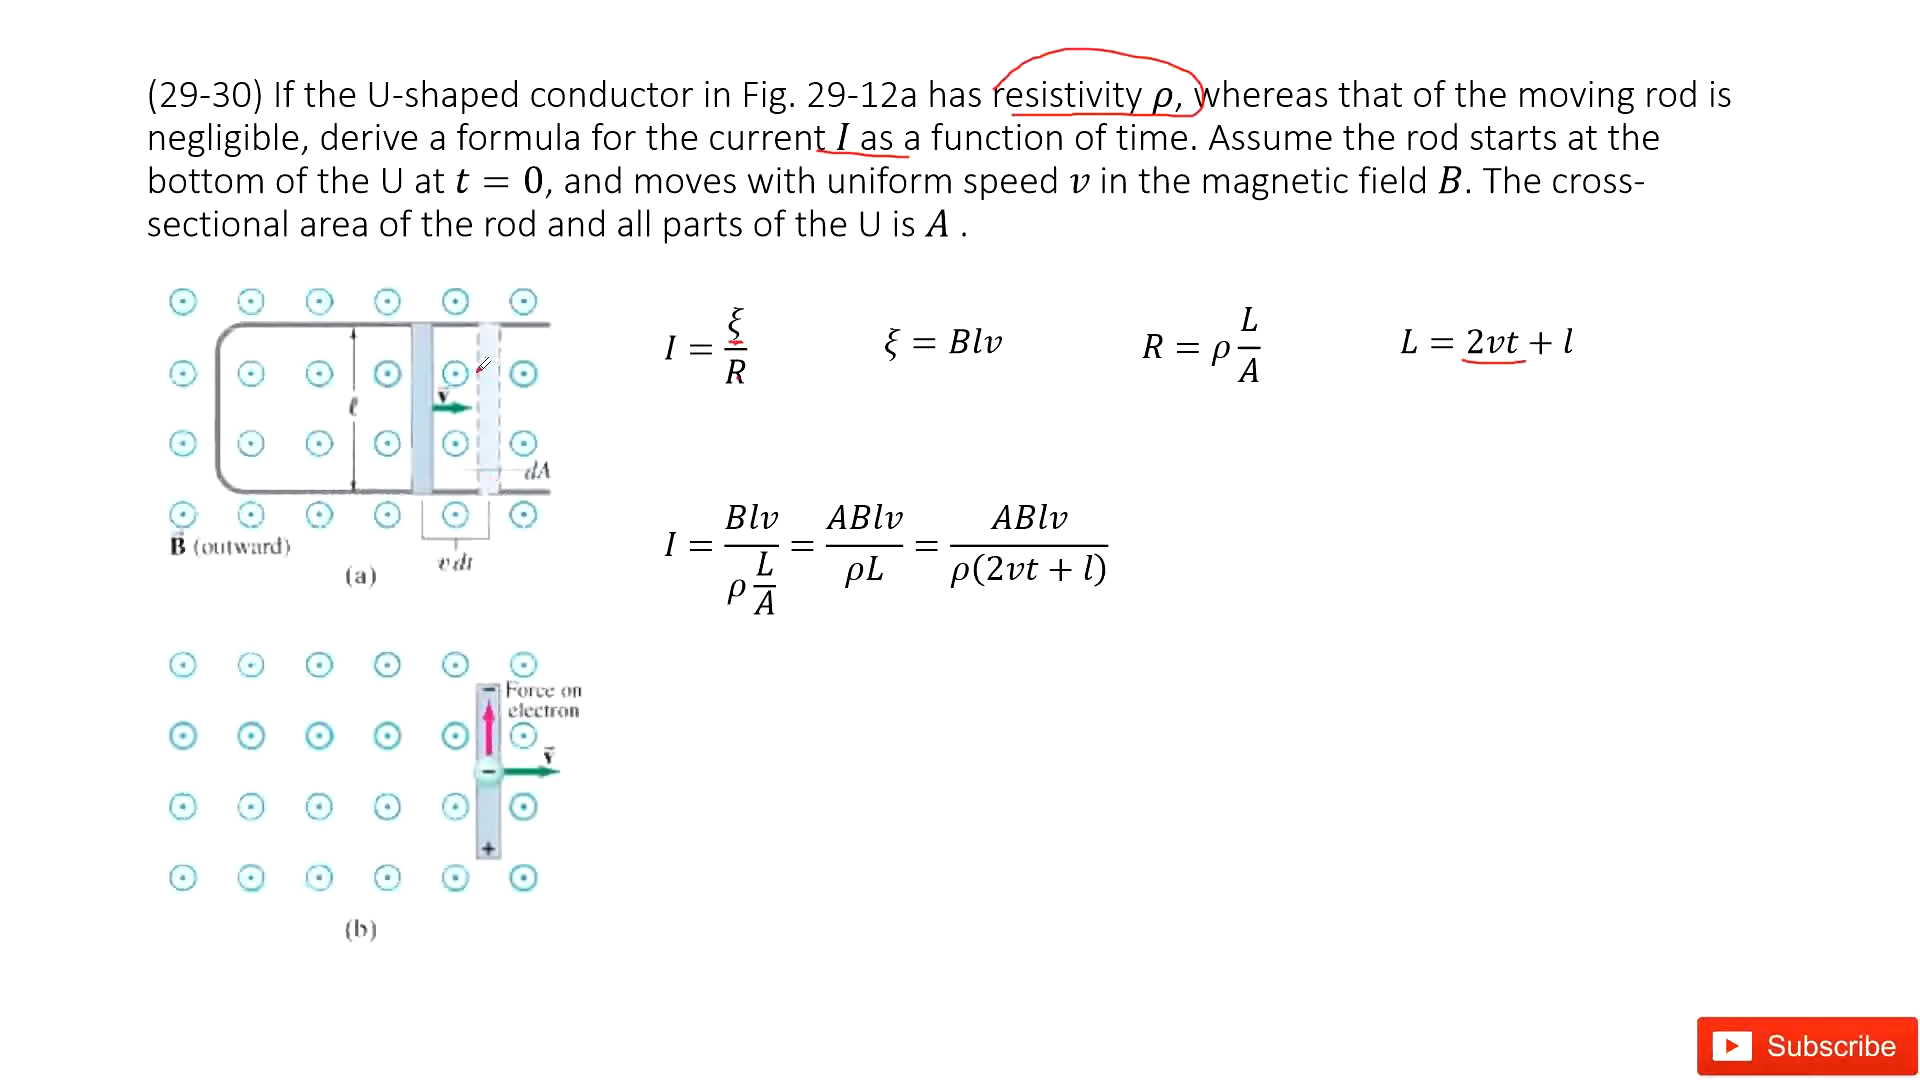 (29-30) If the U-shaped conductor in Fig. 29-12a has resistivity ρ, whereas that of the moving rod is
negligible, derive a formula for the current I as a function of time. Assume the rod starts at the
bottom of the U at t = 0, and moves with uniform speed v in the magnetic field B. The cross-
sectional area of the rod and all parts of the U is A .
I = ξ/R
ξ = Blv
R = ρ L/A
L = 2vt + l
ℓ
v
dA
B (outward)
v dt
(a)
I = Blv/(ρ L/A) = ABlv/ρL = ABlv/ρ(2vt + l)
−
Force on
electron
v
−
+
(b)
Subscribe